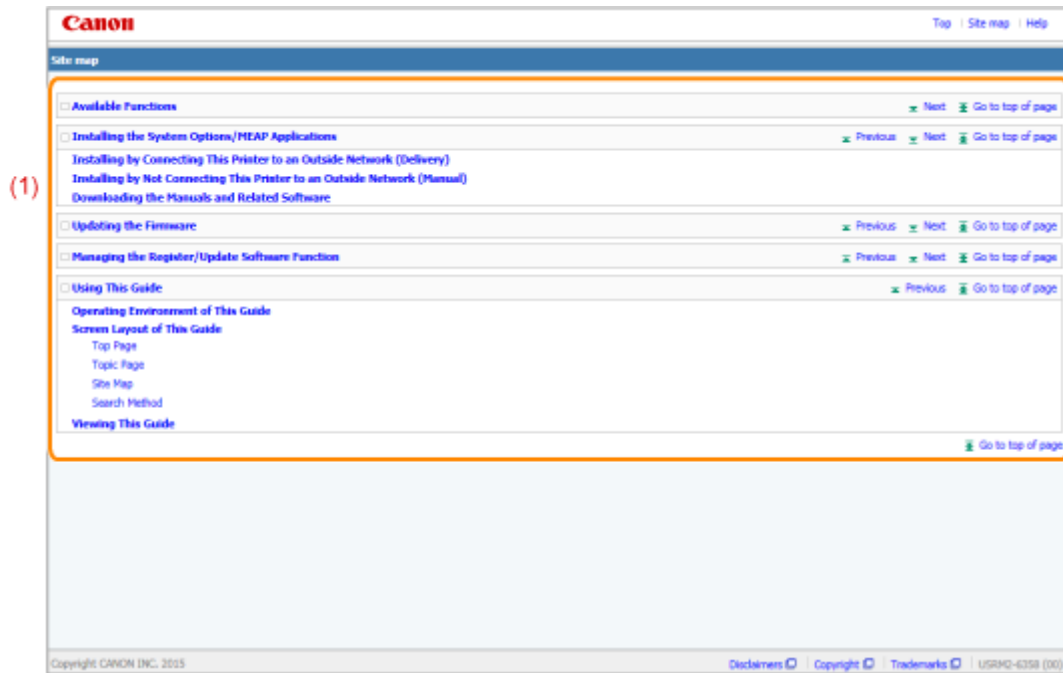 Canon
Top | Site map | Help
Site map
Available Functions Next Go to top of page
Installing the System Options/MEAP Applications Previous Next Go to top of page
Installing by Connecting This Printer to an Outside Network (Delivery)
(1)
Installing by Not Connecting This Printer to an Outside Network (Manual)
Downloading the Manuals and Related Software
Updating the Firmware Previous Next Go to top of page
Managing the Register/Update Software Function Previous Next Go to top of page
Using This Guide Previous Go to top of page
Operating Environment of This Guide
Screen Layout of This Guide
Top Page
Topic Page
Site Map
Search Method
Viewing This Guide
Go to top of page
Copyright CANON INC. 2015 Disclaimers | Copyright | Trademarks | USRM2-6358 (00)